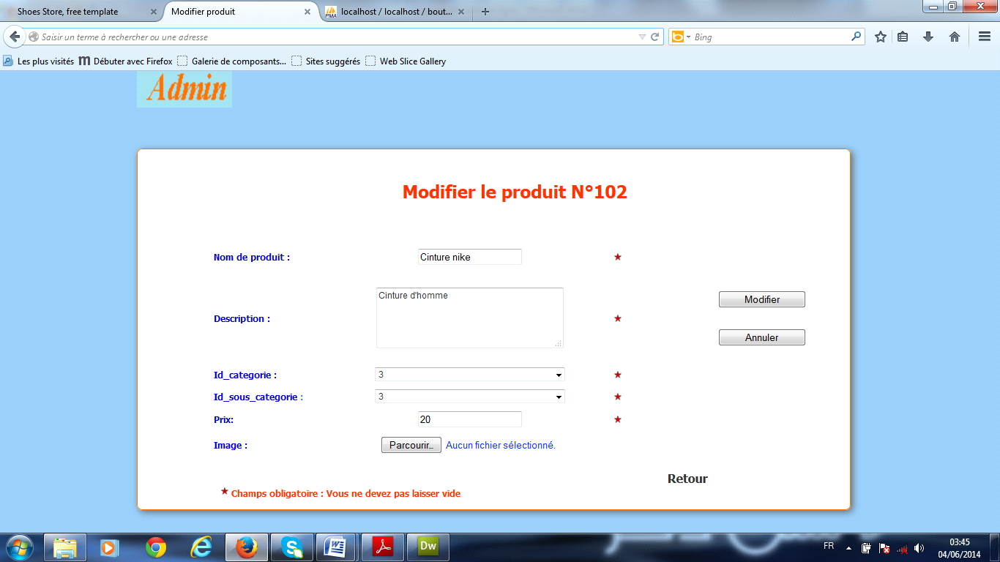 Shoes Store, free template
Modifier produit
PMA
localhost / localhost / bout...
Saisir un terme à rechercher ou une adresse
Bing
Les plus visités
Débuter avec Firefox
Galerie de composants...
Sites suggérés
Web Slice Gallery
Admin
Modifier le produit N°102
Nom de produit :
Cinture nike
Description :
Cinture d'homme
Modifier
Annuler
Id_categorie :
3
Id_sous_categorie :
3
Prix:
20
Image :
Parcourir_
Aucun fichier sélectionné.
Retour
Champs obligatoire : Vous ne devez pas laisser vide
Dw
FR
03:45
04/06/2014